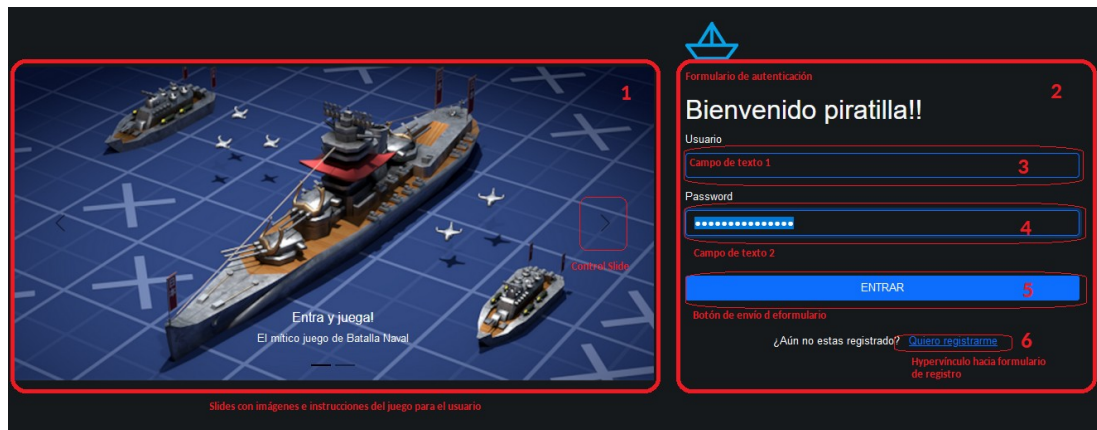 1
Control Slide
Entra y juega!
El mítico juego de Batalla Naval
Slides con imágenes e instrucciones del juego para el usuario
Formulario de autenticación
2
Bienvenido piratilla!!
Usuario
Campo de texto 1
3
Password
4
Campo de texto 2
ENTRAR
5
Botón de envío d eformulario
¿Aún no estas registrado? Quiero registrarme
6
Hypervínculo hacia formulario
de registro